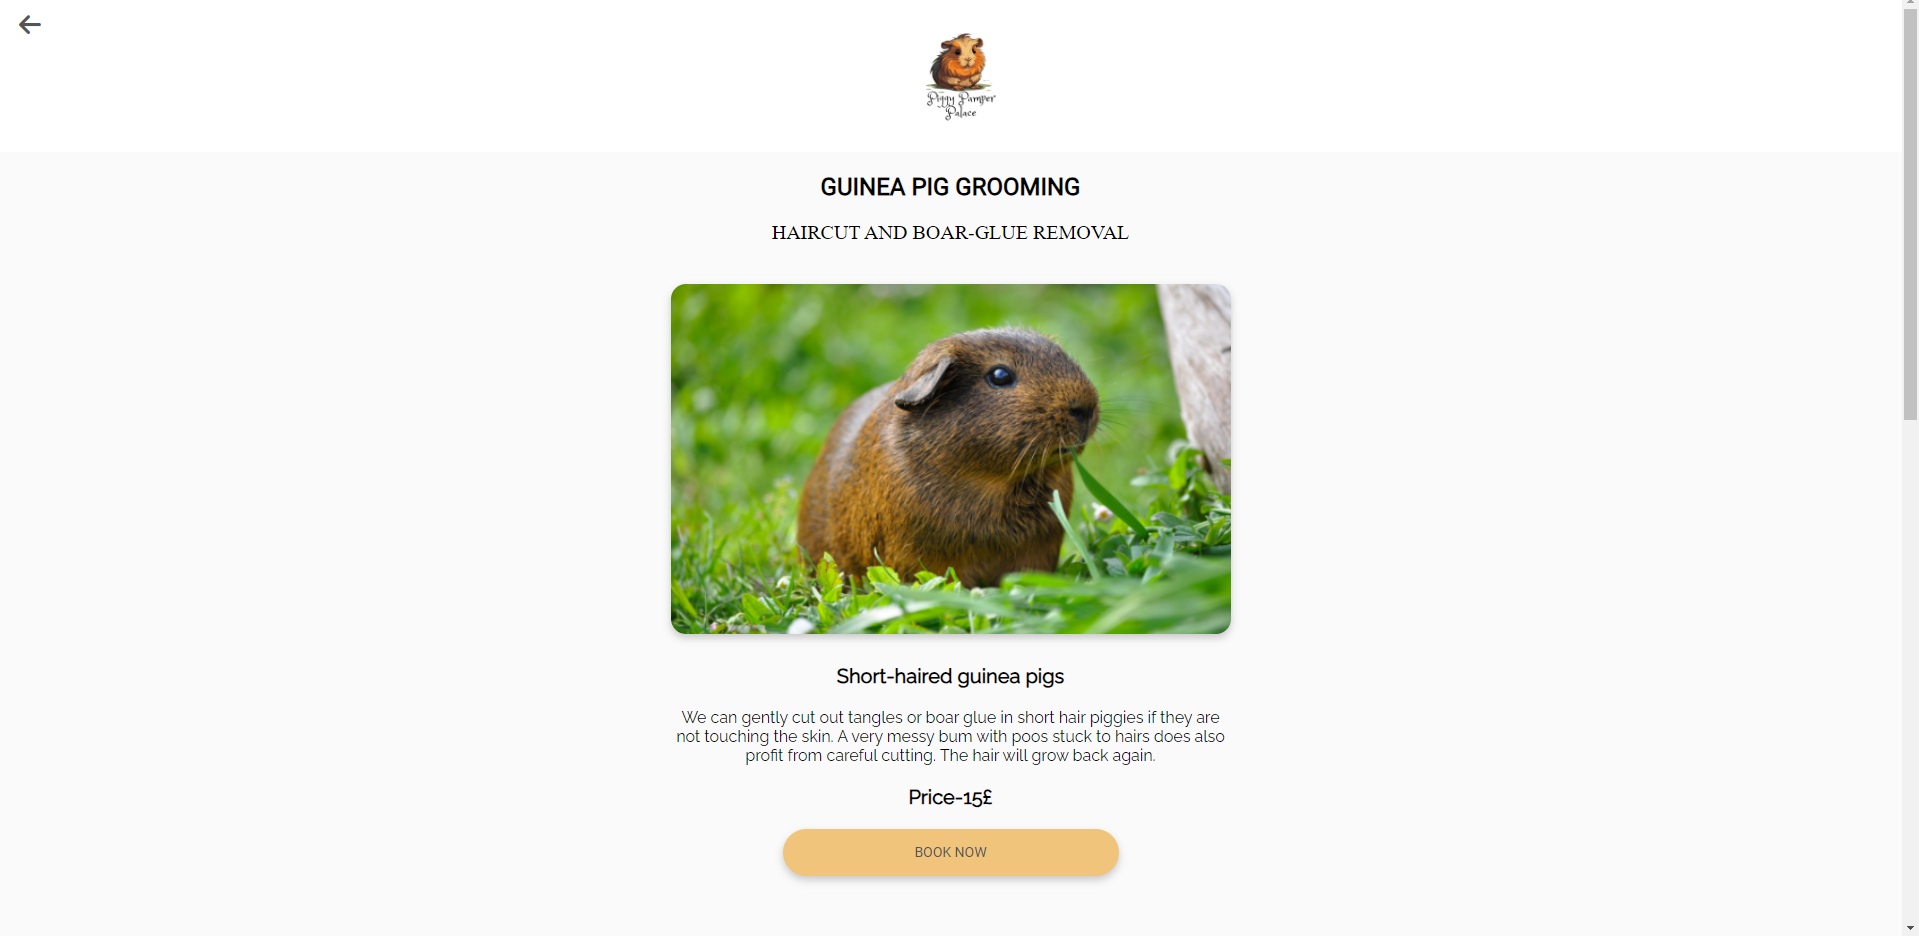 Piggy Pamper
Palace
GUINEA PIG GROOMING
HAIRCUT AND BOAR-GLUE REMOVAL
Short-haired guinea pigs
We can gently cut out tangles or boar glue in short hair piggies if they are
not touching the skin. A very messy bum with poos stuck to hairs does also
profit from careful cutting. The hair will grow back again.
Price-15£
BOOK NOW